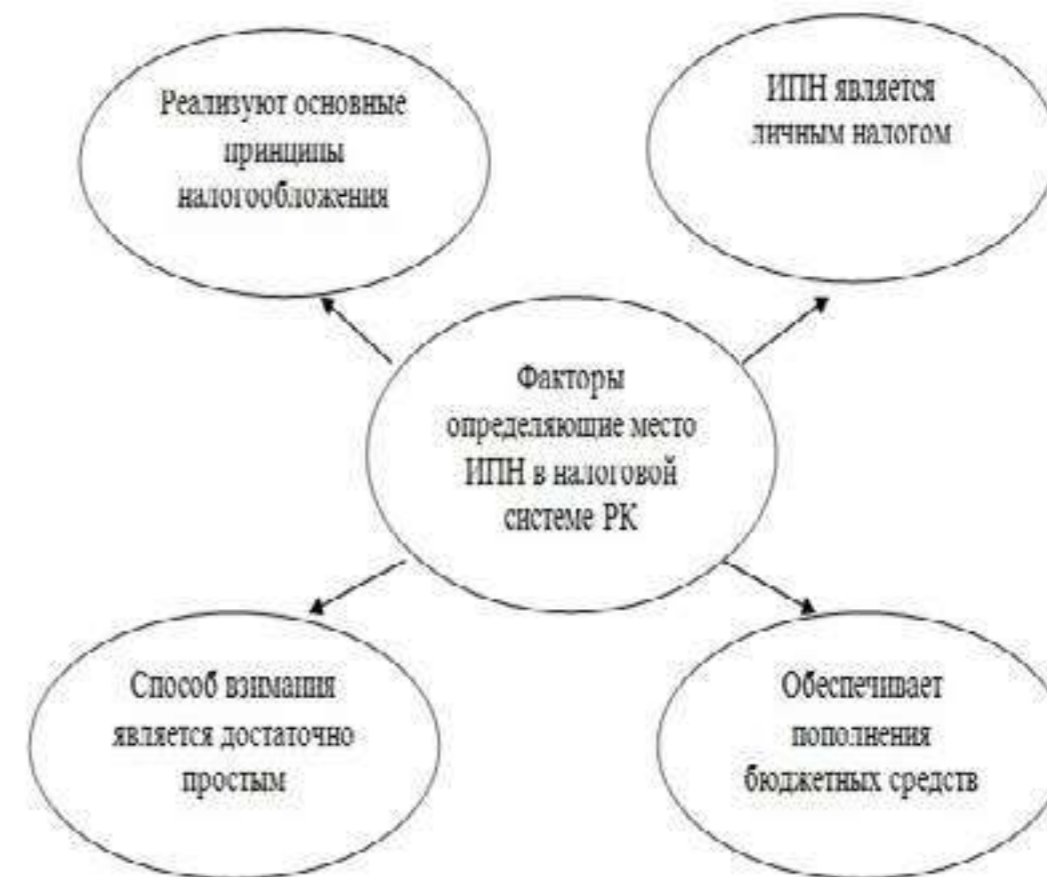 Реализуют основные
принципы
налогообложения
ИПН является
личным налогом
Факторы
определяющие место
ИПН в налоговой
системе РК
Способ взимания
является достаточно
простым
Обеспечивает
пополнения
бюджетных средств